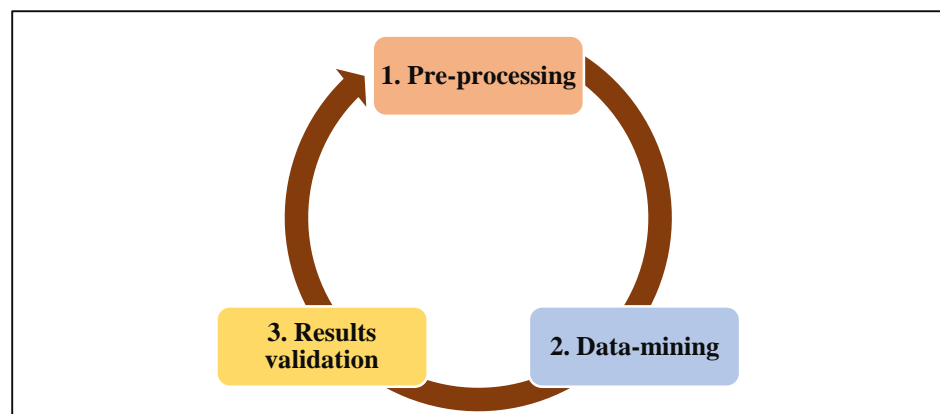 1. Pre-processing
2. Data-mining
3. Results
validation